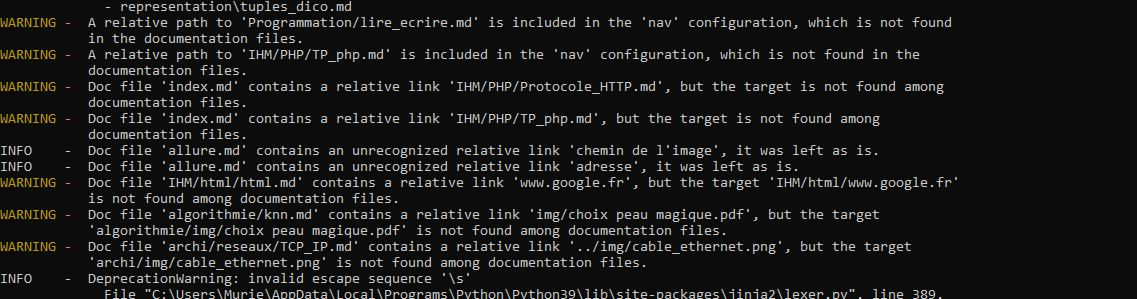 - representation\tuples_dico.md
WARNING - A relative path to 'Programmation/lire_ecrire.md' is included in the 'nav' configuration, which is not found
in the documentation files.
WARNING - A relative path to 'IHM/PHP/TP_php.md' is included in the 'nav' configuration, which is not found in the
documentation files.
WARNING - Doc file 'index.md' contains a relative link 'IHM/PHP/Protocole_HTTP.md', but the target is not found among
documentation files.
WARNING - Doc file 'index.md' contains a relative link 'IHM/PHP/TP_php.md', but the target is not found among
documentation files.
INFO - Doc file 'allure.md' contains an unrecognized relative link 'chemin de l'image', it was left as is.
INFO - Doc file 'allure.md' contains an unrecognized relative link 'adresse', it was left as is.
WARNING - Doc file 'IHM/html/html.md' contains a relative link 'www.google.fr', but the target 'IHM/html/www.google.fr'
is not found among documentation files.
WARNING - Doc file 'algorithmie/knn.md' contains a relative link 'img/choix peau magique.pdf', but the target
'algorithmie/img/choix peau magique.pdf' is not found among documentation files.
WARNING - Doc file 'archi/reseaux/TCP_IP.md' contains a relative link '../img/cable_ethernet.png', but the target
'archi/img/cable_ethernet.png' is not found among documentation files.
INFO - DeprecationWarning: invalid escape sequence '\s'
File "C:\Users\Murie\AppData\Local\Programs\Python\Python39\lib\site-packages\jinja2\lexer.py", line 389,